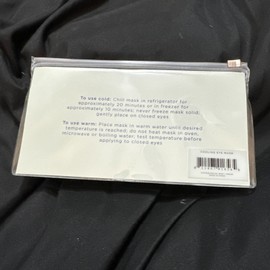 To use cold: Chill mask in refrigerator for
approximately 20 minutes or in freezer for
approximately 10 minutes; never freeze mask solid;
gently place on closed eyes.
To use warm: Place mask in warm water until desired
temperature is reached; do not heat mask in oven,
microwave or boiling water; test temperature before
applying to closed eyes.
COOLING EYE MASK